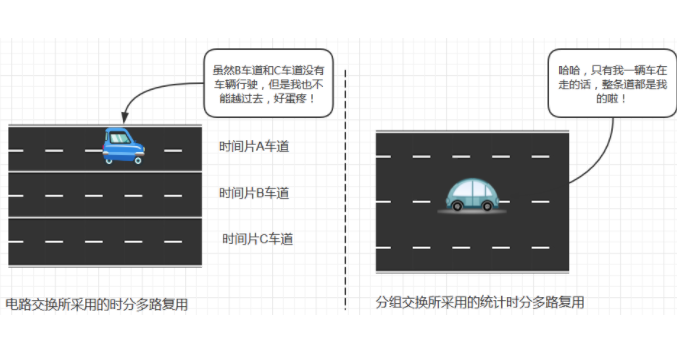 虽然B车道和C车道没有
车辆行驶，但是我也不
能越过去，好蛋疼！
哈哈，只有我一辆车在
走的话，整条道都是我
的啦！
时间片A车道
时间片B车道
时间片C车道
电路交换所采用的时分多路复用
分组交换所采用的统计时分多路复用